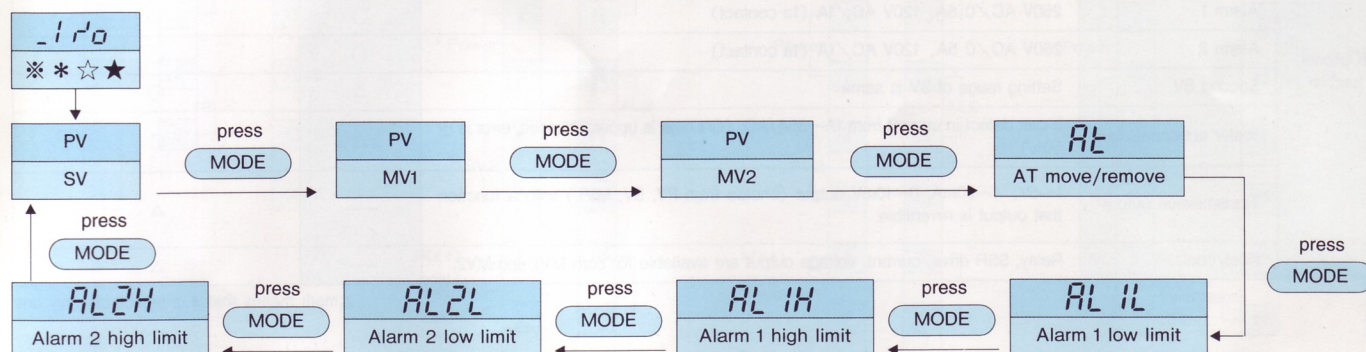 _1 r'o
※ * ☆ ★
PV
SV
press
MODE
PV
MV1
press
MODE
PV
MV2
press
MODE
At
AT move/remove
press
MODE
AL1L
Alarm 1 low limit
press
MODE
AL1H
Alarm 1 high limit
press
MODE
AL2L
Alarm 2 low limit
press
MODE
AL2H
Alarm 2 high limit
press
MODE